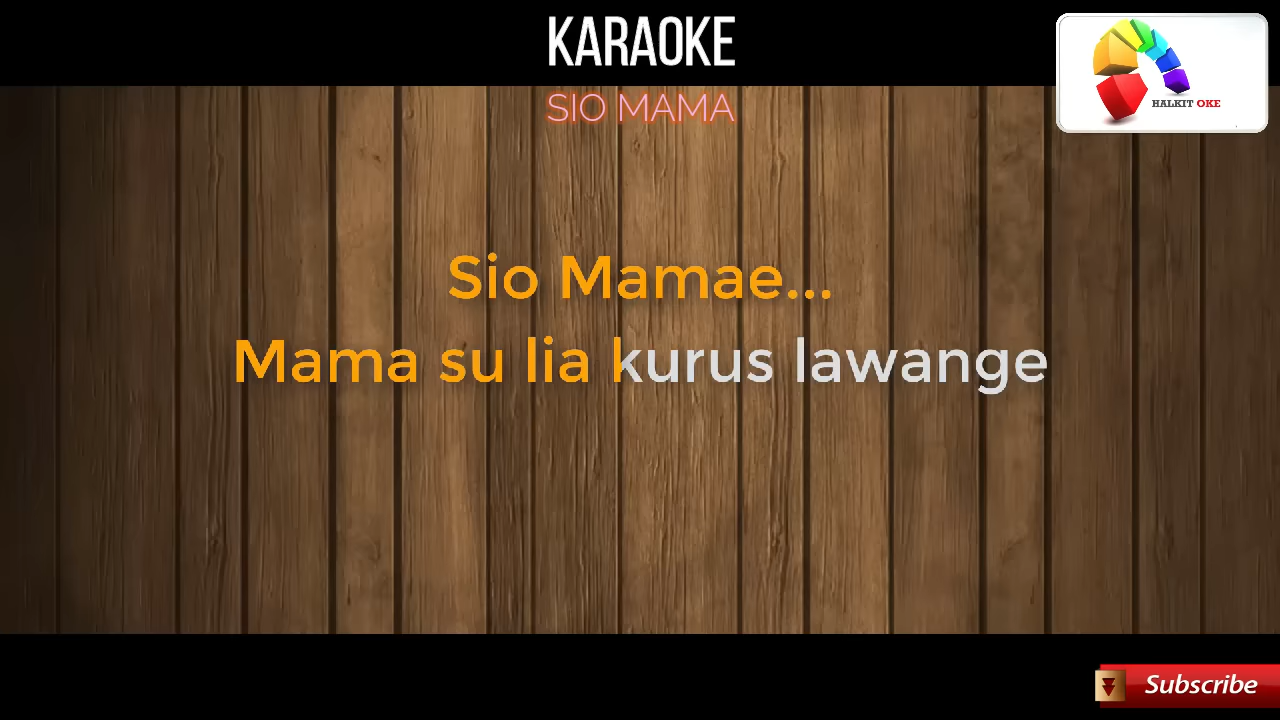 KARAOKE
SIO MAMA
HALKIT OKE
Sio Mamae...
Mama su lia kurus lawange
Subscribe